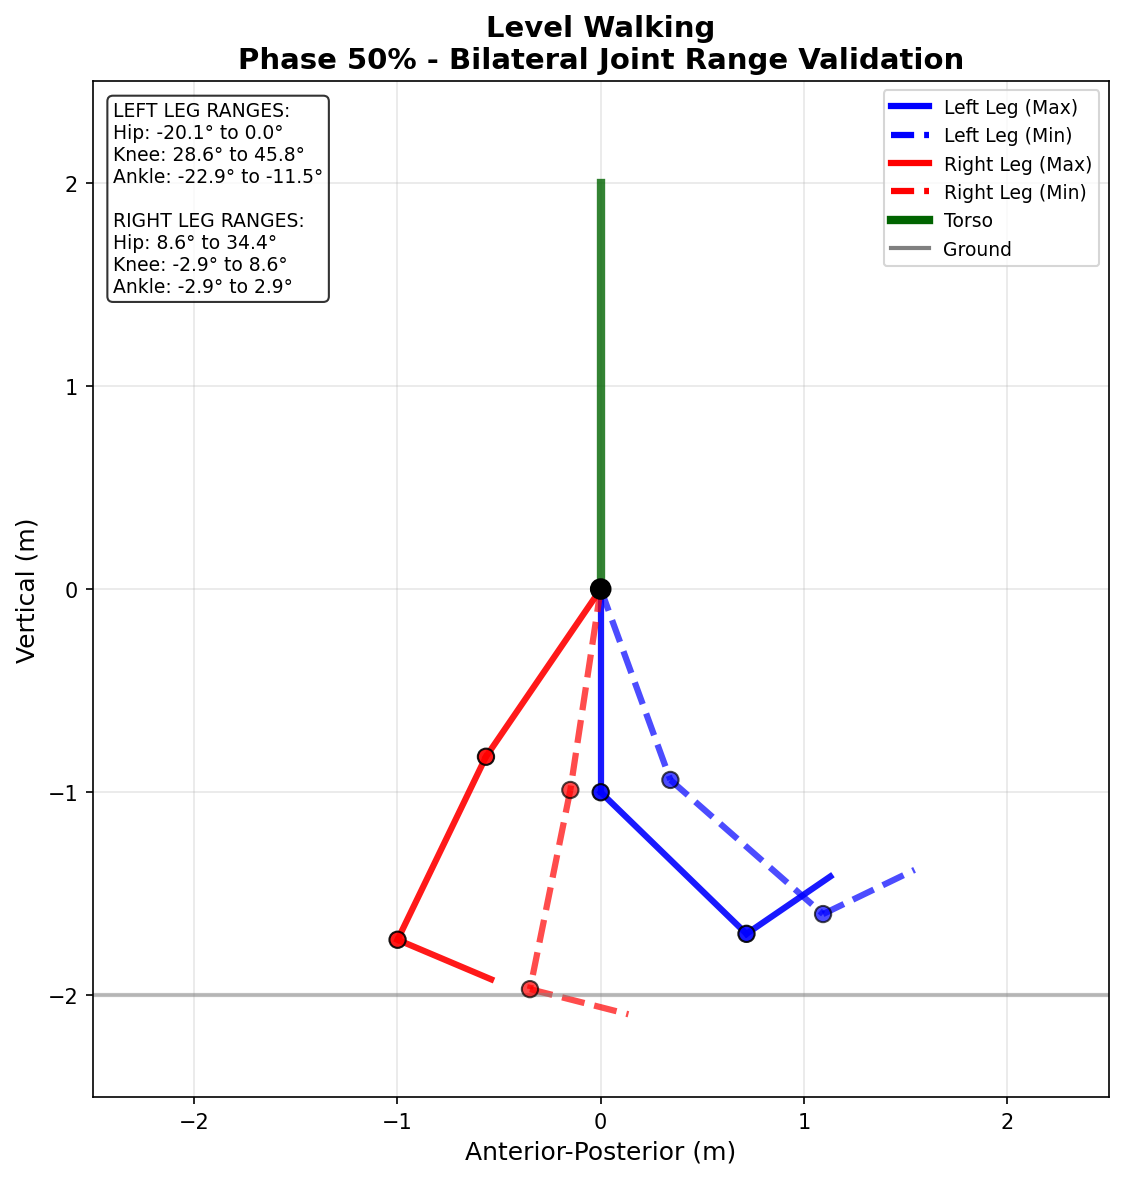 Level Walking
Phase 50% - Bilateral Joint Range Validation
LEFT LEG RANGES:
Hip: -20.1° to 0.0°
Knee: 28.6° to 45.8°
Ankle: -22.9° to -11.5°
RIGHT LEG RANGES:
Hip: 8.6° to 34.4°
Knee: -2.9° to 8.6°
Ankle: -2.9° to 2.9°
Left Leg (Max)
Left Leg (Min)
Right Leg (Max)
Right Leg (Min)
Torso
Ground
2
1
0
−1
−2
Vertical (m)
−2
−1
0
1
2
Anterior-Posterior (m)